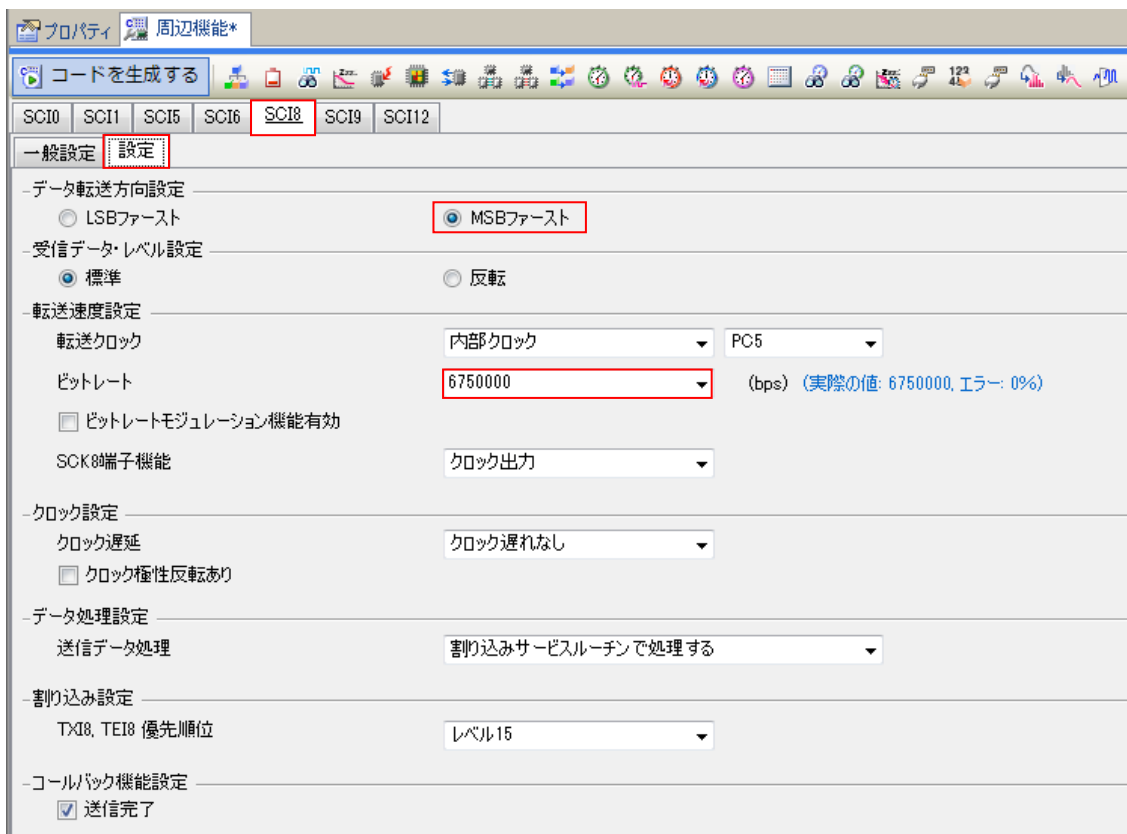 プロパティ 周辺機能*
コードを生成する
SCI0 SCI1 SCI5 SCI6 SCI8 SCI9 SCI12
一般設定 設定
データ転送方向設定
LSBファースト MSBファースト
受信データ・レベル設定
標準 反転
転送速度設定
転送クロック 内部クロック PC5
ビットレート 6750000 (bps) (実際の値: 6750000, エラー: 0%)
ビットレートモジュレーション機能有効
SCK8端子機能 クロック出力
クロック設定
クロック遅延 クロック遅れなし
クロック極性反転あり
データ処理設定
送信データ処理 割り込みサービスルーチンで処理する
割り込み設定
TXI8, TEI8 優先順位 レベル15
コールバック機能設定
送信完了